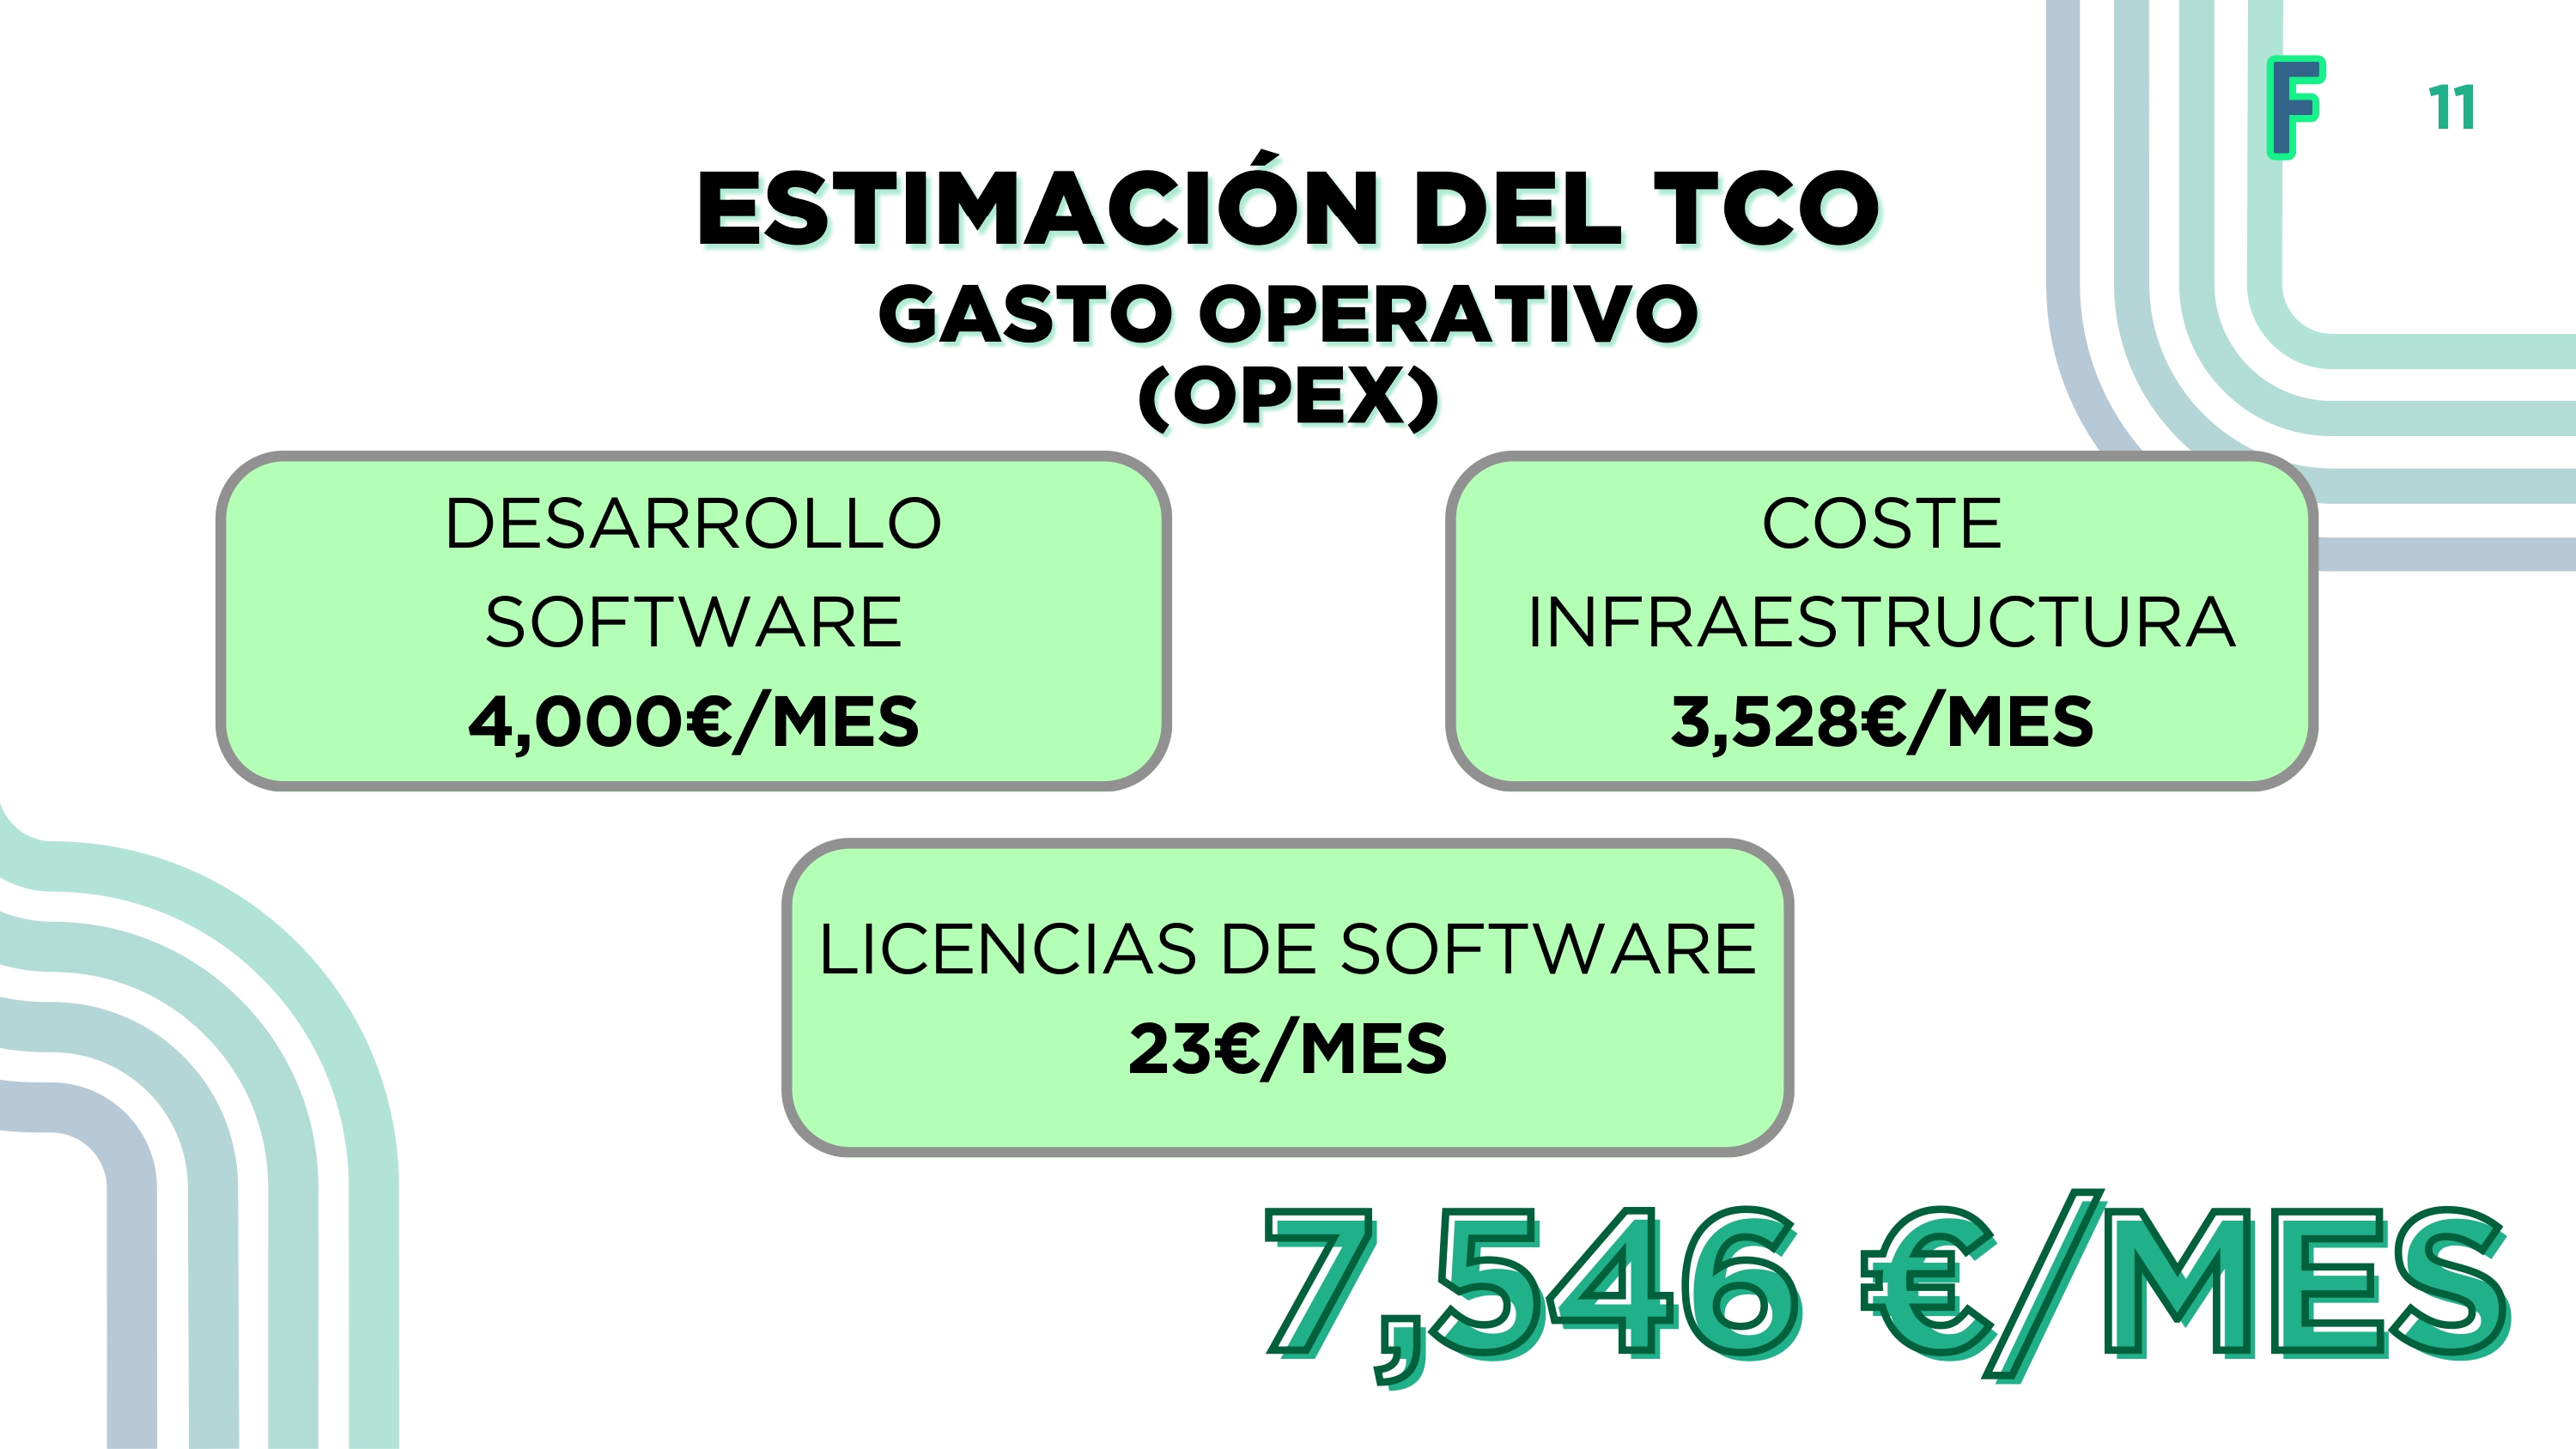 F
11
ESTIMACIÓN DEL TCO
GASTO OPERATIVO
(OPEX)
DESARROLLO
SOFTWARE
4,000€/MES
COSTE
INFRAESTRUCTURA
3,528€/MES
LICENCIAS DE SOFTWARE
23€/MES
7,546 €/MES